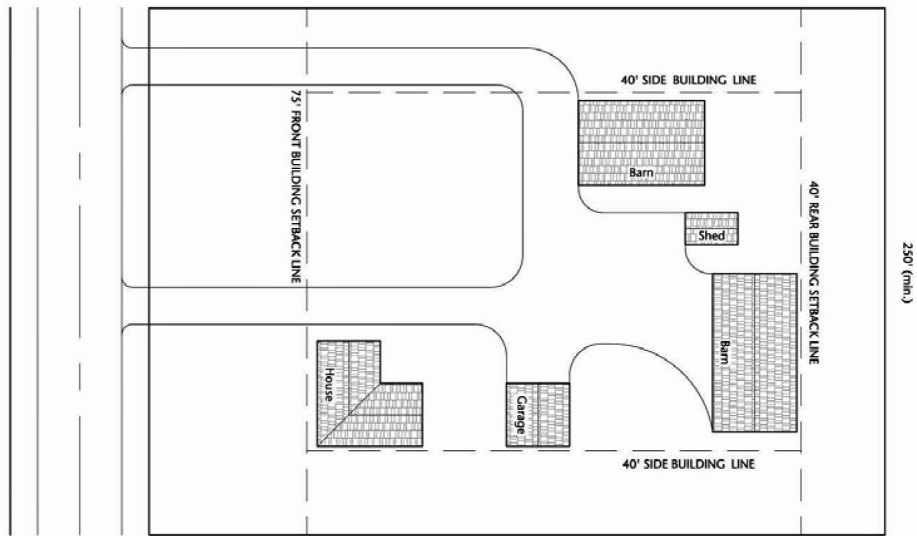 40' SIDE BUILDING LINE
75' FRONT BUILDING SETBACK LINE
Barn
40' REAR BUILDING SETBACK LINE
Shed
250' (min.)
Barn
House
Garage
40' SIDE BUILDING LINE